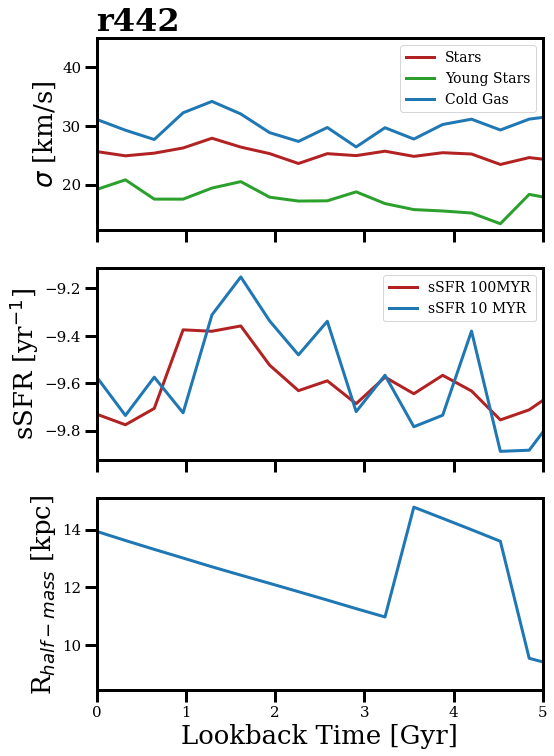 r442
σ [km/s]
40
30
20
Stars
Young Stars
Cold Gas
sSFR [yr⁻¹]
−9.2
−9.4
−9.6
−9.8
sSFR 100MYR
sSFR 10 MYR
R_half−mass [kpc]
14
12
10
0 1 2 3 4 5
Lookback Time [Gyr]